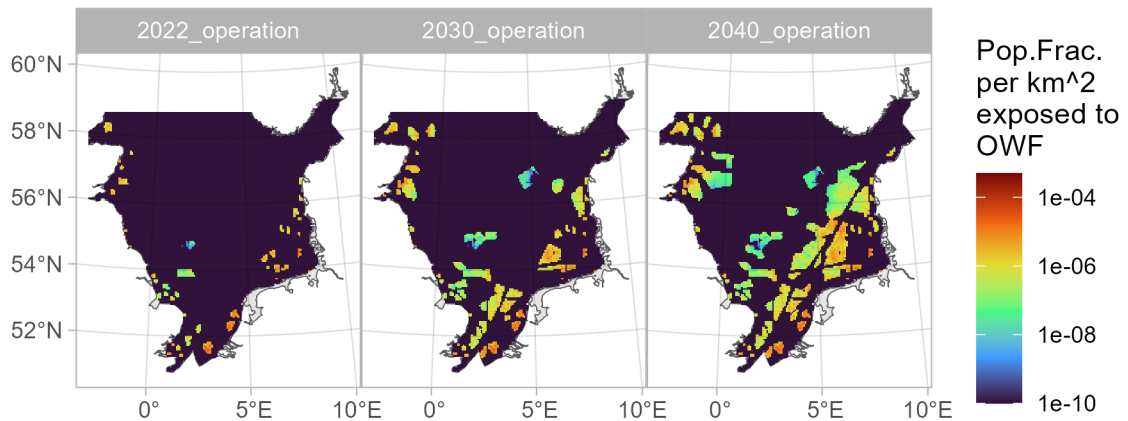 2022_operation
2030_operation
2040_operation
60°N
58°N
56°N
54°N
52°N
0°
5°E
10°E
0°
5°E
10°E
0°
5°E
10°E
Pop.Frac.
per km^2
exposed to
OWF
1e-04
1e-06
1e-08
1e-10